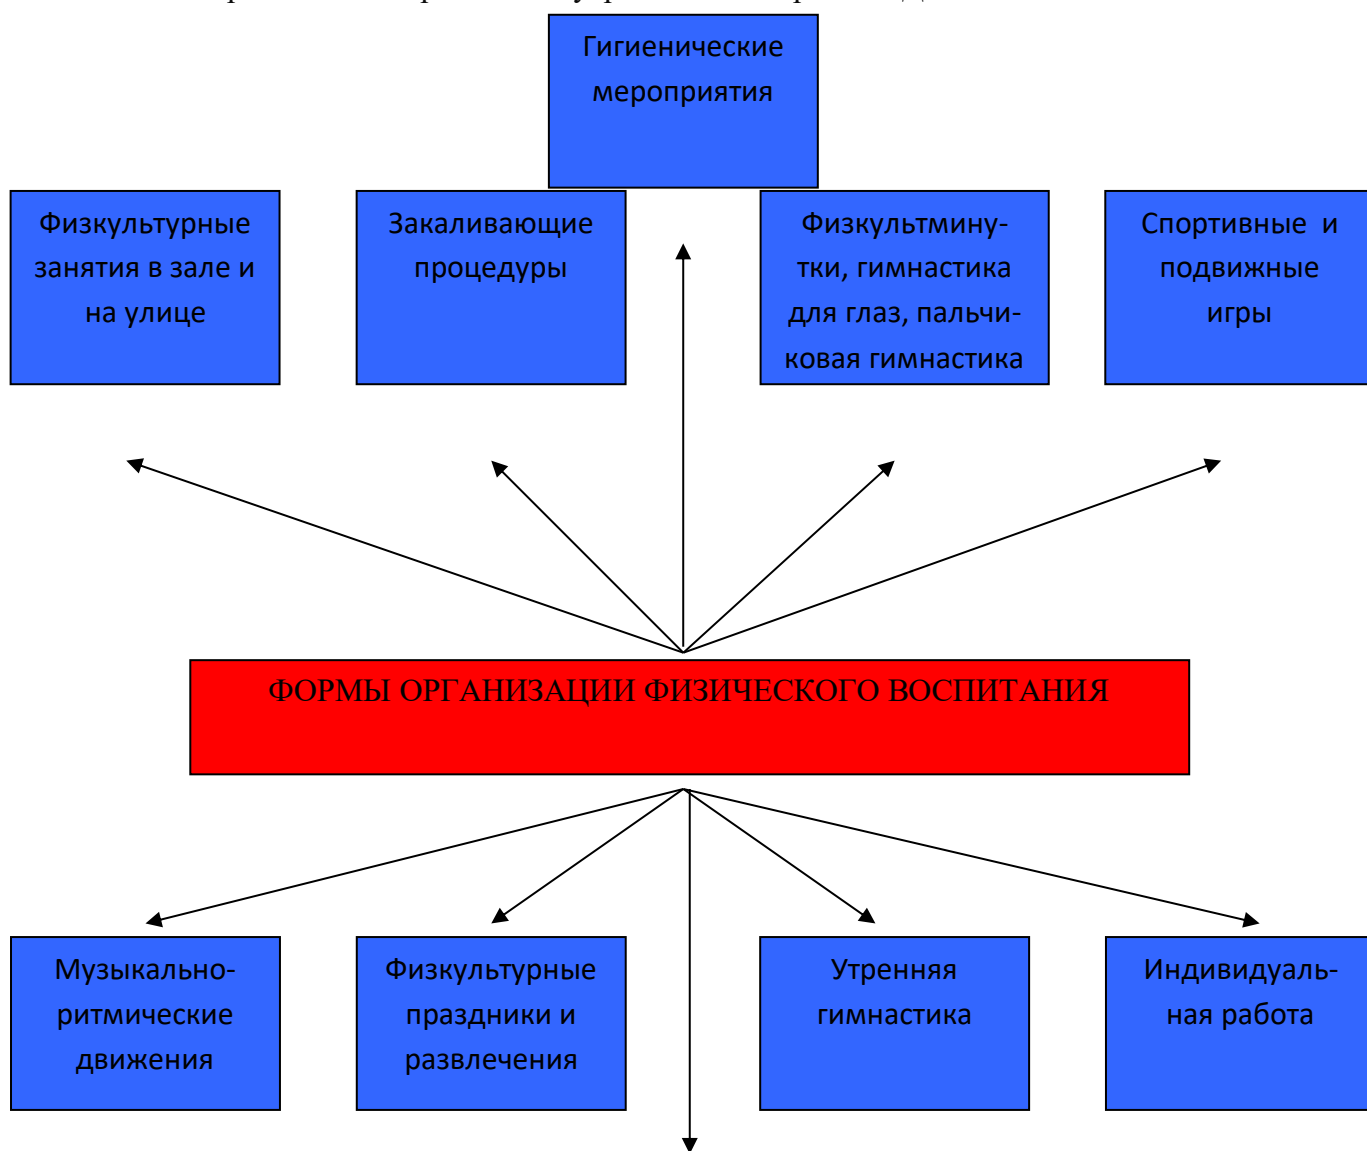 Гигиенические
мероприятия
Физкультурные
занятия в зале и
на улице
Закаливающие
процедуры
Физкультмину-
тки, гимнастика
для глаз, пальчи-
ковая гимнастика
Спортивные и
подвижные
игры
ФОРМЫ ОРГАНИЗАЦИИ ФИЗИЧЕСКОГО ВОСПИТАНИЯ
Музыкально-
ритмические
движения
Физкультурные
праздники и
развлечения
Утренняя
гимнастика
Индивидуаль-
ная работа